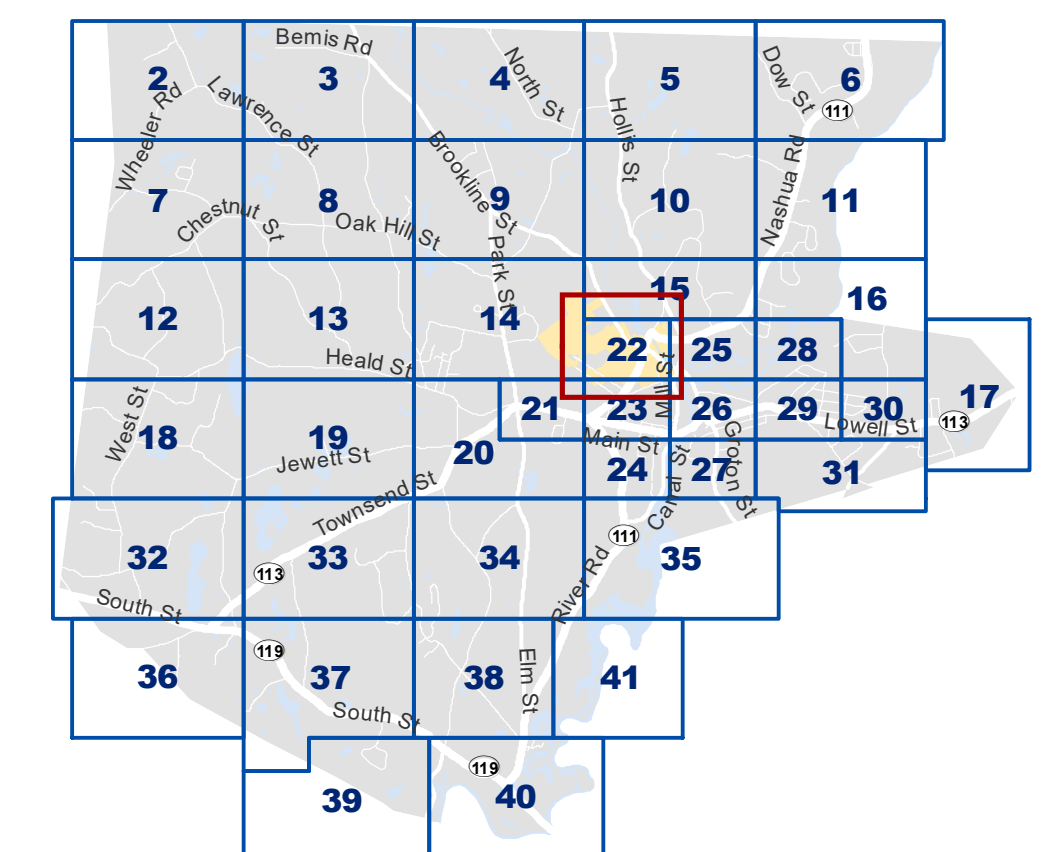 Bemis Rd
2
3
4
North St
5
Dow St
6
111
Wheeler Rd
Lawrence St
Hollis St
Brookline St
Nashua Rd
7
8
9
10
11
Chestnut St
Oak Hill St
Park St
12
13
14
15
16
22
25
28
Heald St
Mill St
17
18
West St
19
20
21
23
26
29
30
Lowell St
113
Jewett St
Main St
24
27
Groton St
31
Townsend St
Canal St
111
32
33
34
35
113
River Rd
South St
119
36
37
38
Elm St
41
South St
119
39
40